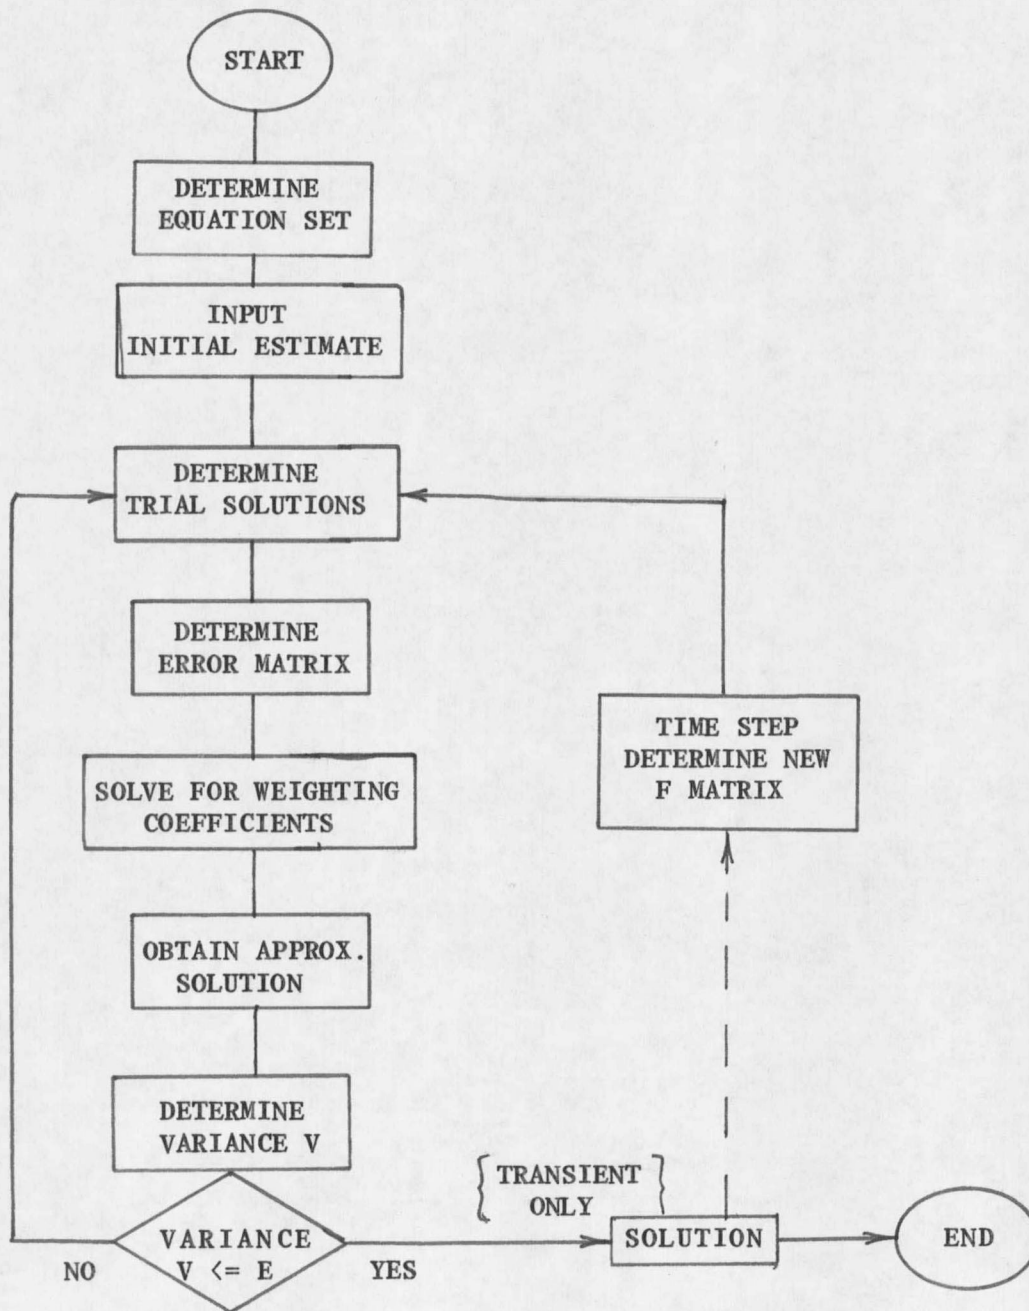 START
DETERMINE
EQUATION SET
INPUT
INITIAL ESTIMATE
DETERMINE
TRIAL SOLUTIONS
DETERMINE
ERROR MATRIX
SOLVE FOR WEIGHTING
COEFFICIENTS
OBTAIN APPROX.
SOLUTION
DETERMINE
VARIANCE V
VARIANCE
V <= E
NO
YES
TIME STEP
DETERMINE NEW
F MATRIX
{TRANSIENT
ONLY}
SOLUTION
END